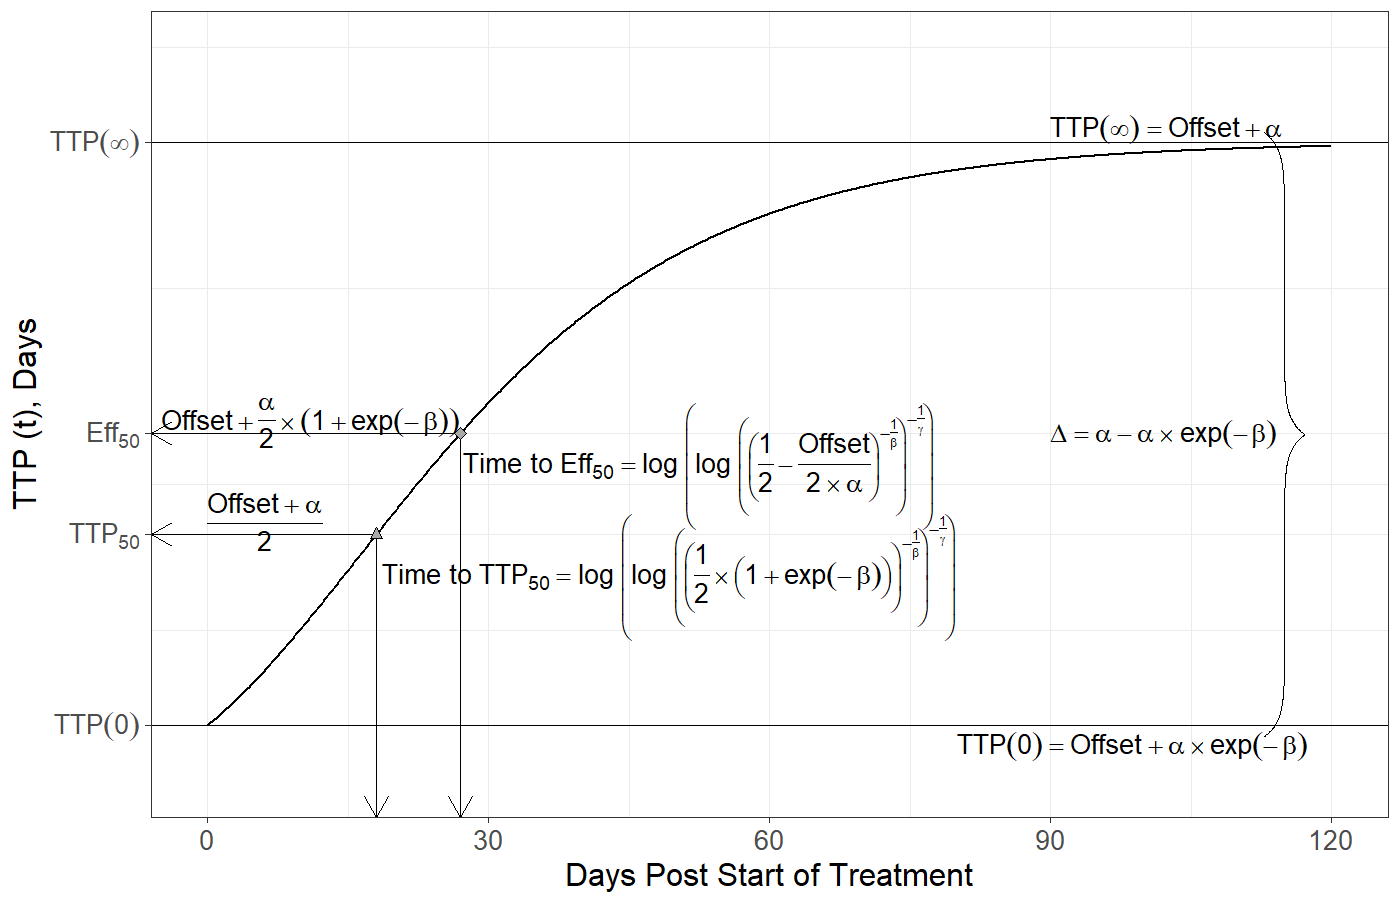 TTP(∞) = Offset + α
TTP(∞)
Offset + α/2 × (1 + exp(−β))
Eff50
Δ = α − α × exp(−β)
Time to Eff50 = log(log((1/2 − Offset/(2 × α))^(−1/β))^(−1/γ))
(Offset + α)/2
TTP50
Time to TTP50 = log(log((1/2 × (1 + exp(−β)))^(−1/β))^(−1/γ))
TTP(0)
TTP(0) = Offset + α × exp(−β)
0 30 60 90 120
Days Post Start of Treatment
TTP (t), Days